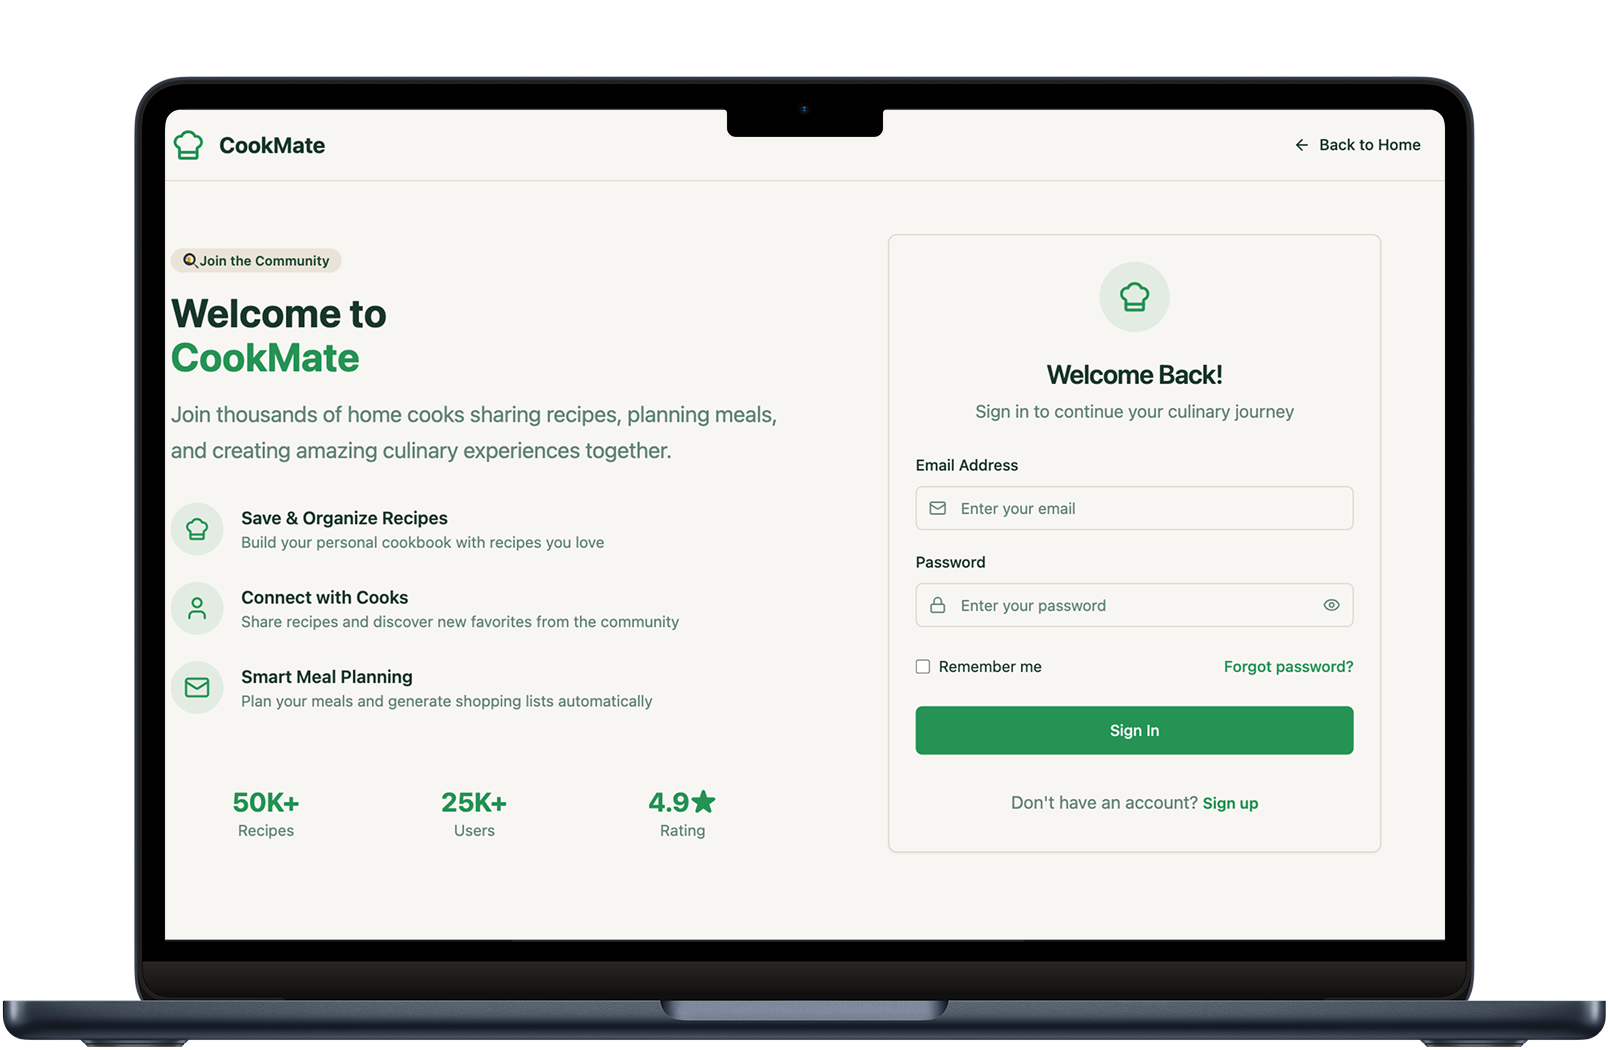 CookMate
Back to Home
Join the Community
Welcome to
CookMate
Join thousands of home cooks sharing recipes, planning meals,
and creating amazing culinary experiences together.
Save & Organize Recipes
Build your personal cookbook with recipes you love
Connect with Cooks
Share recipes and discover new favorites from the community
Smart Meal Planning
Plan your meals and generate shopping lists automatically
50K+
Recipes
25K+
Users
4.9★
Rating
Welcome Back!
Sign in to continue your culinary journey
Email Address
Enter your email
Password
Enter your password
Remember me
Forgot password?
Sign In
Don't have an account? Sign up